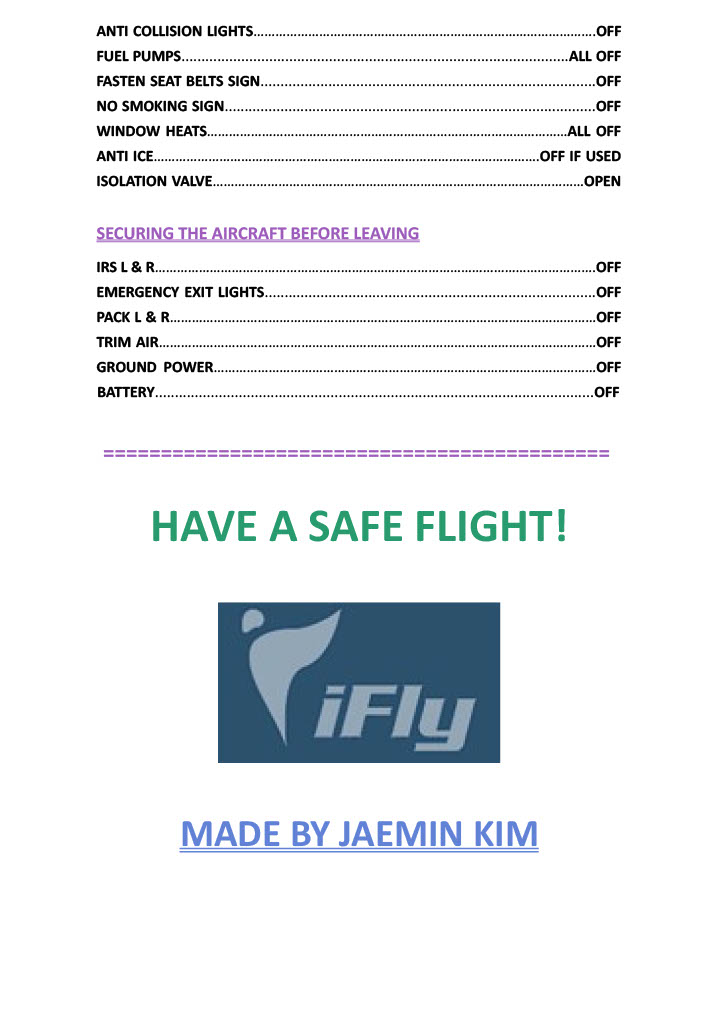 ANTI COLLISION LIGHTS……………………………………………………………………………….OFF
FUEL PUMPS.................................................................................................ALL OFF
FASTEN SEAT BELTS SIGN....................................................................................OFF
NO SMOKING SIGN.............................................................................................OFF
WINDOW HEATS……………………………………………………………………………………ALL OFF
ANTI ICE………………………………………………………………………………………….OFF IF USED
ISOLATION VALVE………………………………………………………………………………………OPEN
SECURING THE AIRCRAFT BEFORE LEAVING
IRS L & R……………………………………………………………………………………………………….OFF
EMERGENCY EXIT LIGHTS...................................................................................OFF
PACK L & R……………………………………………………………………………………………………OFF
TRIM AIR………………………………………………………………………………………………………OFF
GROUND POWER…………………………………………………………………………………………OFF
BATTERY..............................................................................................................OFF
============================================
HAVE A SAFE FLIGHT!
iFly
MADE BY JAEMIN KIM